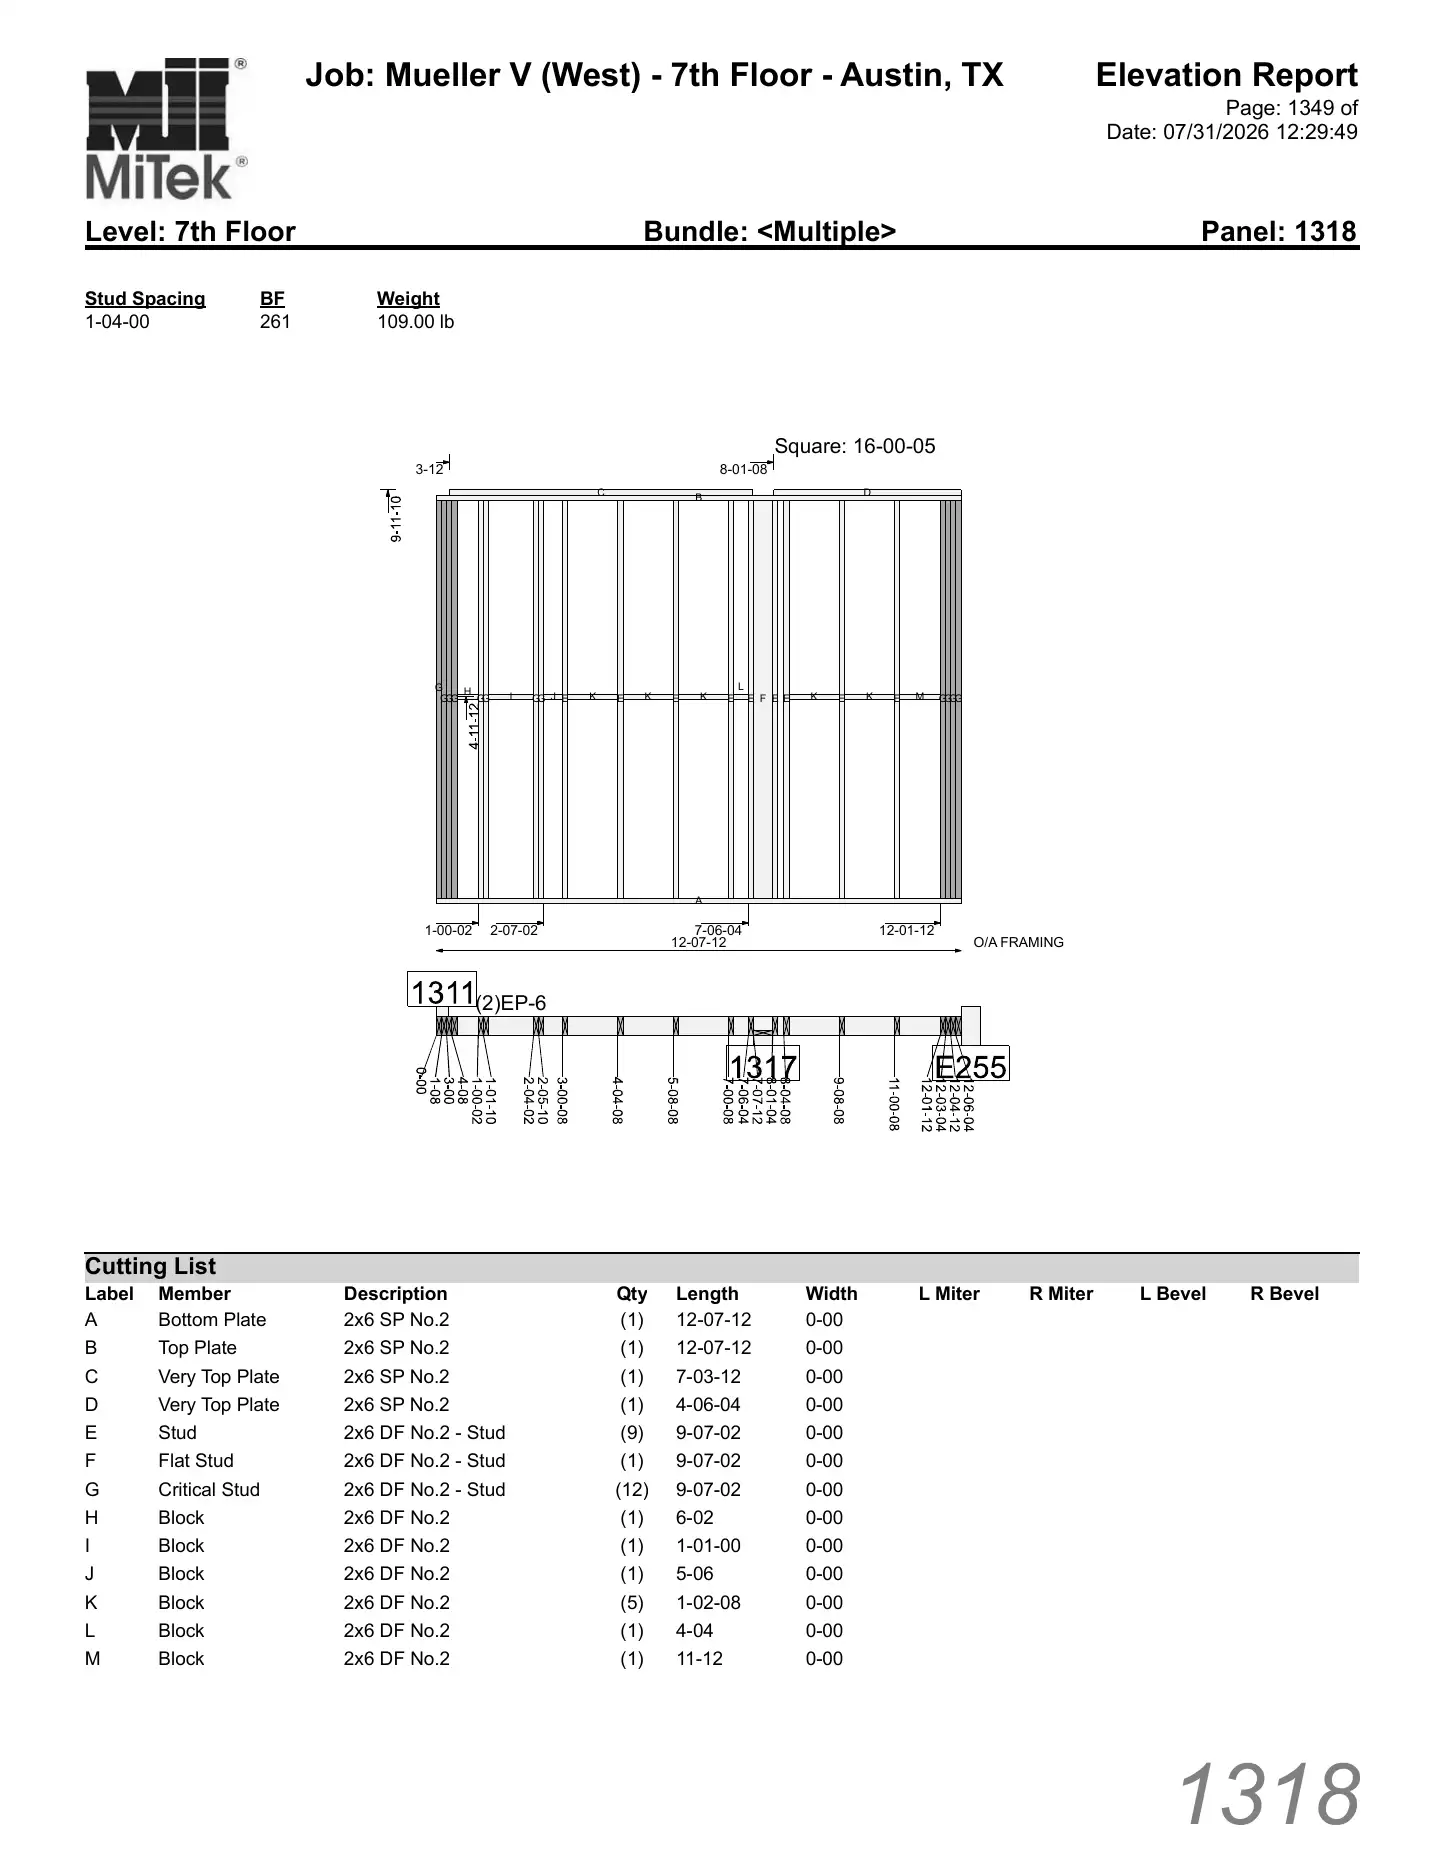 Job: Mueller V (West) - 7th Floor - Austin, TX
Elevation Report
Page: 1349 of
Date: 07/31/2026 12:29:49
MiTek®
Level: 7th Floor
Bundle: <Multiple>
Panel: 1318
Stud Spacing BF Weight
1-04-00 261 109.00 lb
Square: 16-00-05
3-12 8-01-08
C B D
9-11-10
G H L
G G G G G I G G J E K E K E K E E F E E K E K E M G G G G
4-11-12
A
1-00-02 2-07-02 7-06-04 12-01-12
12-07-12
O/A FRAMING
1311
(2)EP-6
1317 E255
0-00 1-08 3-00 4-08 1-00-02 1-01-10 2-04-02 2-05-10 3-00-08 4-04-08 5-08-08 7-00-08 7-06-04 7-07-12 8-01-04 8-04-08 9-08-08 11-00-08 12-01-12 12-03-04 12-04-12 12-06-04
Cutting List
Label Member Description Qty Length Width L Miter R Miter L Bevel R Bevel
A Bottom Plate 2x6 SP No.2 (1) 12-07-12 0-00
B Top Plate 2x6 SP No.2 (1) 12-07-12 0-00
C Very Top Plate 2x6 SP No.2 (1) 7-03-12 0-00
D Very Top Plate 2x6 SP No.2 (1) 4-06-04 0-00
E Stud 2x6 DF No.2 - Stud (9) 9-07-02 0-00
F Flat Stud 2x6 DF No.2 - Stud (1) 9-07-02 0-00
G Critical Stud 2x6 DF No.2 - Stud (12) 9-07-02 0-00
H Block 2x6 DF No.2 (1) 6-02 0-00
I Block 2x6 DF No.2 (1) 1-01-00 0-00
J Block 2x6 DF No.2 (1) 5-06 0-00
K Block 2x6 DF No.2 (5) 1-02-08 0-00
L Block 2x6 DF No.2 (1) 4-04 0-00
M Block 2x6 DF No.2 (1) 11-12 0-00
1318